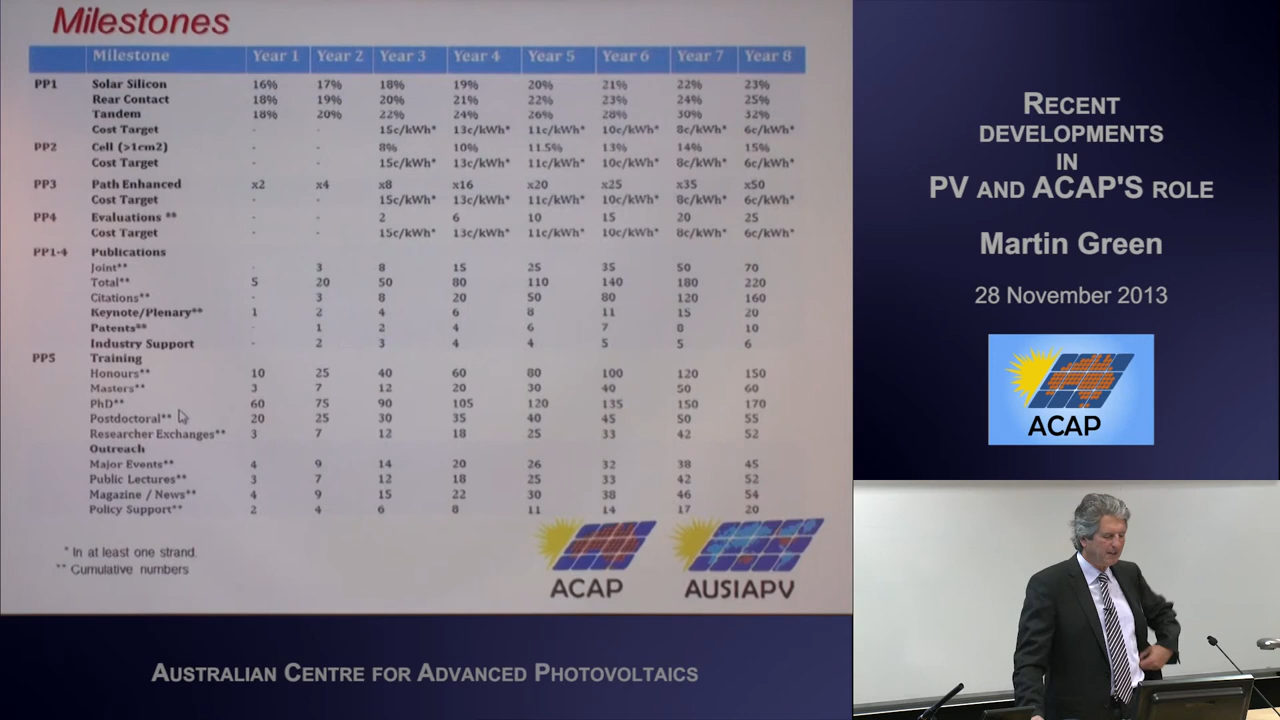 Milestones
Milestone Year 1 Year 2 Year 3 Year 4 Year 5 Year 6 Year 7 Year 8
PP1 Solar Silicon 16% 17% 18% 19% 20% 21% 22% 23%
Rear Contact 18% 19% 20% 21% 22% 23% 24% 25%
Tandem 18% 20% 22% 24% 26% 28% 30% 32%
Cost Target - - 15c/kWh* 13c/kWh* 11c/kWh* 10c/kWh* 8c/kWh* 6c/kWh*
PP2 Cell (>1cm2) - - 8% 10% 11.5% 13% 14% 15%
Cost Target - - 15c/kWh* 13c/kWh* 11c/kWh* 10c/kWh* 8c/kWh* 6c/kWh*
PP3 Path Enhanced x2 x4 x8 x16 x20 x25 x35 x50
Cost Target - - 15c/kWh* 13c/kWh* 11c/kWh* 10c/kWh* 8c/kWh* 6c/kWh*
PP4 Evaluations ** - - 2 6 10 15 20 25
Cost Target - - 15c/kWh* 13c/kWh* 11c/kWh* 10c/kWh* 8c/kWh* 6c/kWh*
PP1-4 Publications
Joint** - 3 8 15 25 35 50 70
Total** 5 20 50 80 110 140 180 220
Citations** - 3 8 20 50 80 120 160
Keynote/Plenary** 1 2 4 6 8 11 15 20
Patents** - 1 2 4 6 7 8 10
Industry Support - 2 3 4 4 5 5 6
PP5 Training
Honours** 10 25 40 60 80 100 120 150
Masters** 3 7 12 20 30 40 50 60
PhD** 60 75 90 105 120 135 150 170
Postdoctoral** 20 25 30 35 40 45 50 55
Researcher Exchanges** 3 7 12 18 25 33 42 52
Outreach
Major Events** 4 9 14 20 26 32 38 45
Public Lectures** 3 7 12 18 25 33 42 52
Magazine / News** 4 9 15 22 30 38 46 54
Policy Support** 2 4 6 8 11 14 17 20
* In at least one strand.
** Cumulative numbers
ACAP
AUSIAPV
AUSTRALIAN CENTRE FOR ADVANCED PHOTOVOLTAICS
RECENT
DEVELOPMENTS
IN
PV AND ACAP'S ROLE
Martin Green
28 November 2013
ACAP